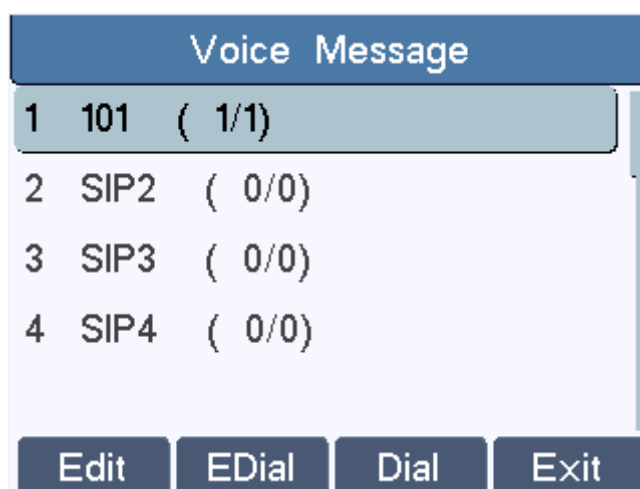 Voice Message
1 101 ( 1/1)
2 SIP2 ( 0/0)
3 SIP3 ( 0/0)
4 SIP4 ( 0/0)
Edit EDial Dial Exit